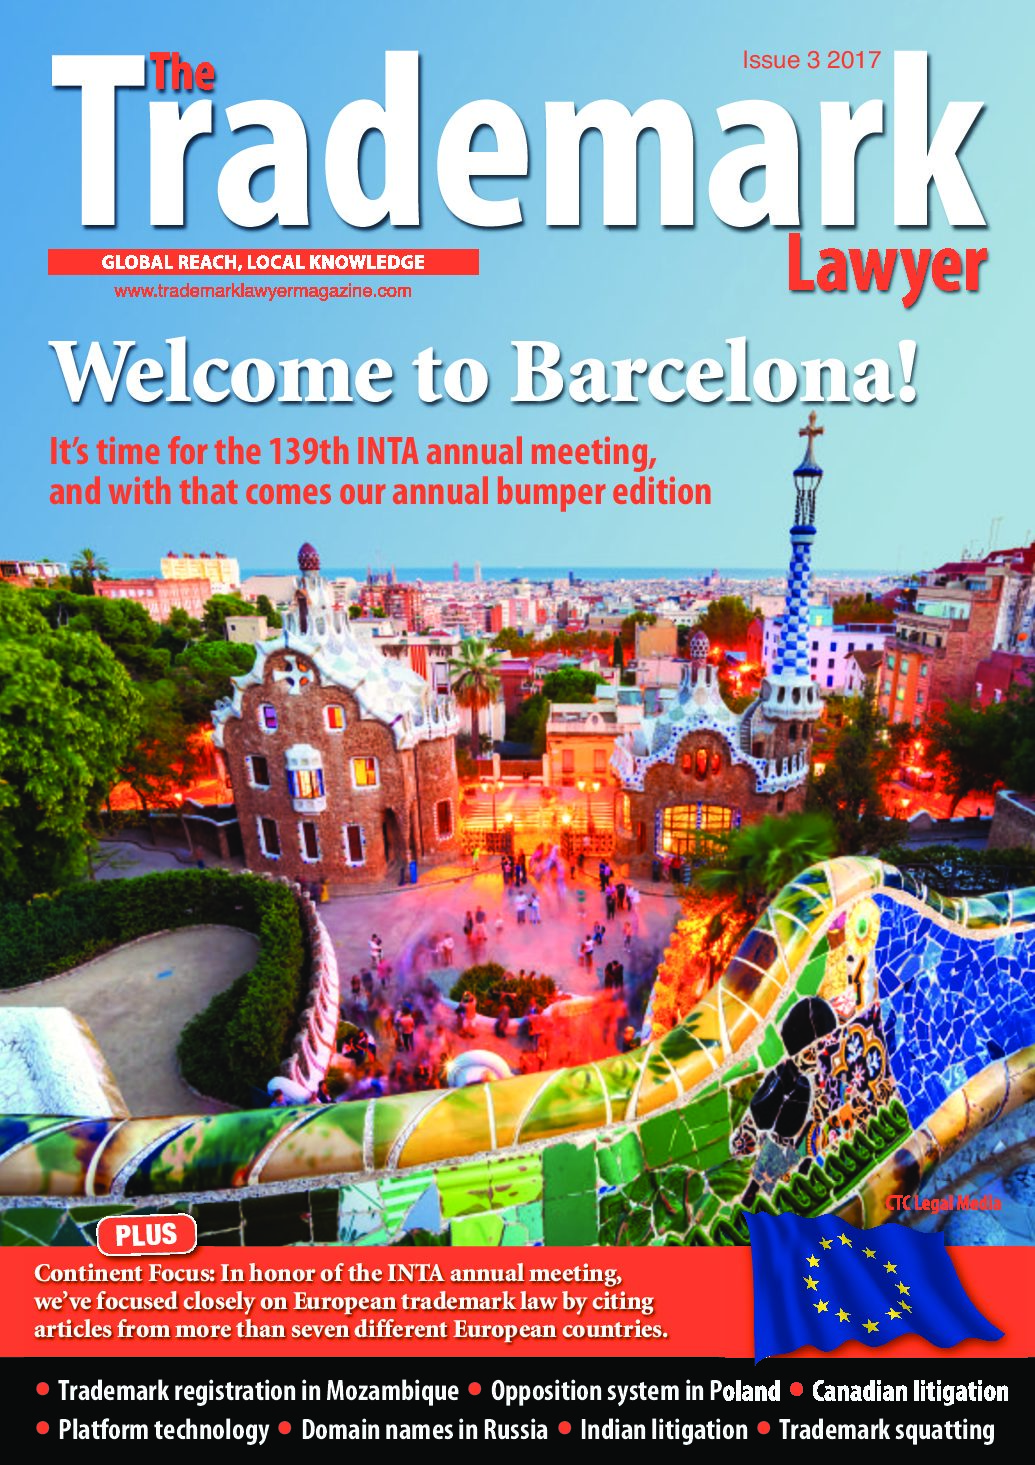 The
Issue 3 2017
Trademark
Lawyer
GLOBAL REACH, LOCAL KNOWLEDGE
www.trademarklawyermagazine.com
Welcome to Barcelona!
It's time for the 139th INTA annual meeting,
and with that comes our annual bumper edition
CTC Legal Media
PLUS
Continent Focus: In honor of the INTA annual meeting,
we've focused closely on European trademark law by citing
articles from more than seven different European countries.
• Trademark registration in Mozambique • Opposition system in Poland • Canadian litigation
• Platform technology • Domain names in Russia • Indian litigation • Trademark squatting